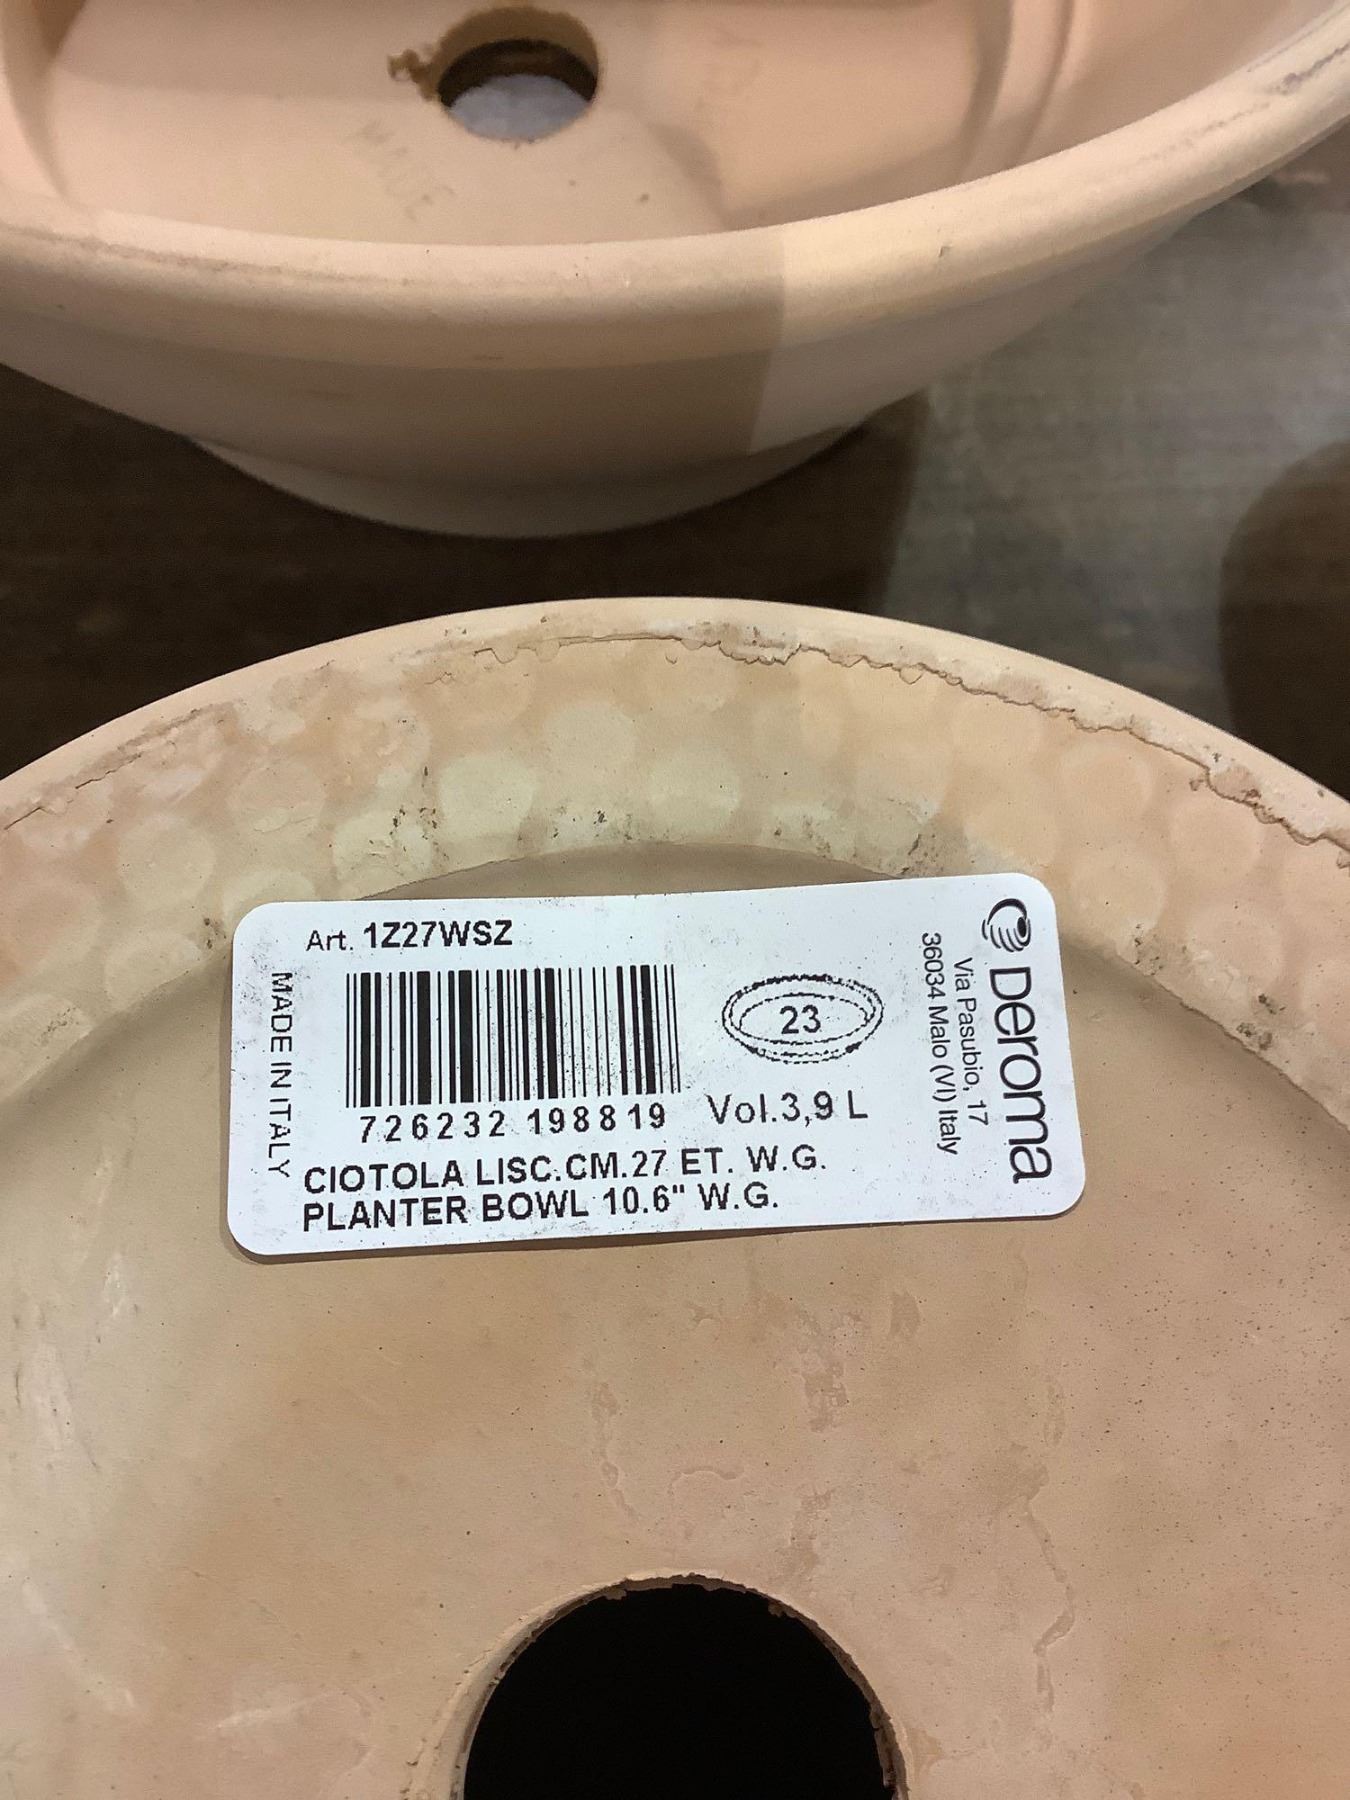 MADE
Art. 1Z27WSZ
MADE IN ITALY
726232 198819
23
Vol.3,9 L
CIOTOLA LISC.CM.27 ET. W.G.
PLANTER BOWL 10.6" W.G.
Deroma
Via Pasubio, 17
36034 Malo (VI) Italy